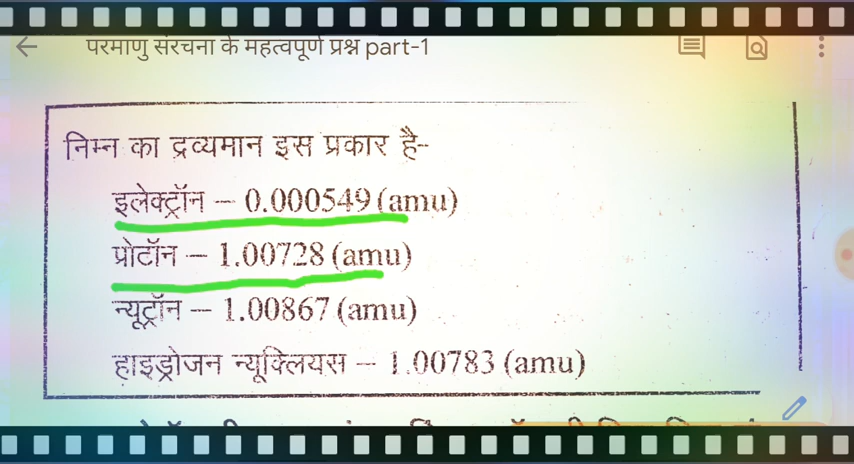 परमाणु संरचना के महत्वपूर्ण प्रश्न part-1
निम्न का द्रव्यमान इस प्रकार है-
इलेक्ट्रॉन – 0.000549 (amu)
प्रोटॉन – 1.00728 (amu)
न्यूट्रॉन – 1.00867 (amu)
हाइड्रोजन न्यूक्लियस – 1.00783 (amu)